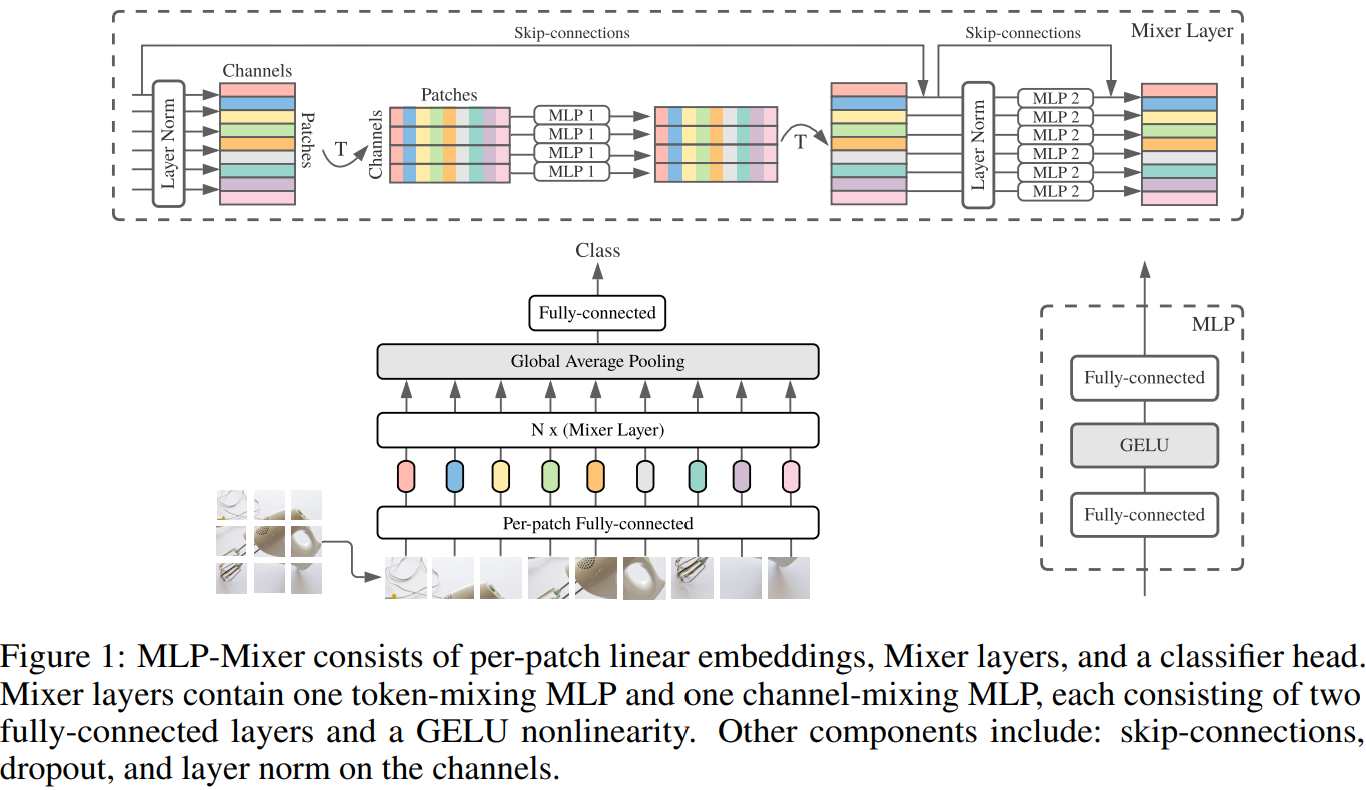 Skip-connections
Skip-connections
Mixer Layer
Channels
Patches
Layer Norm
Patches
T
Channels
MLP 1
MLP 1
MLP 1
MLP 1
T
Layer Norm
MLP 2
MLP 2
MLP 2
MLP 2
MLP 2
MLP 2
Class
Fully-connected
Global Average Pooling
N x (Mixer Layer)
Per-patch Fully-connected
MLP
Fully-connected
GELU
Fully-connected
Figure 1: MLP-Mixer consists of per-patch linear embeddings, Mixer layers, and a classifier head.
Mixer layers contain one token-mixing MLP and one channel-mixing MLP, each consisting of two
fully-connected layers and a GELU nonlinearity. Other components include: skip-connections,
dropout, and layer norm on the channels.